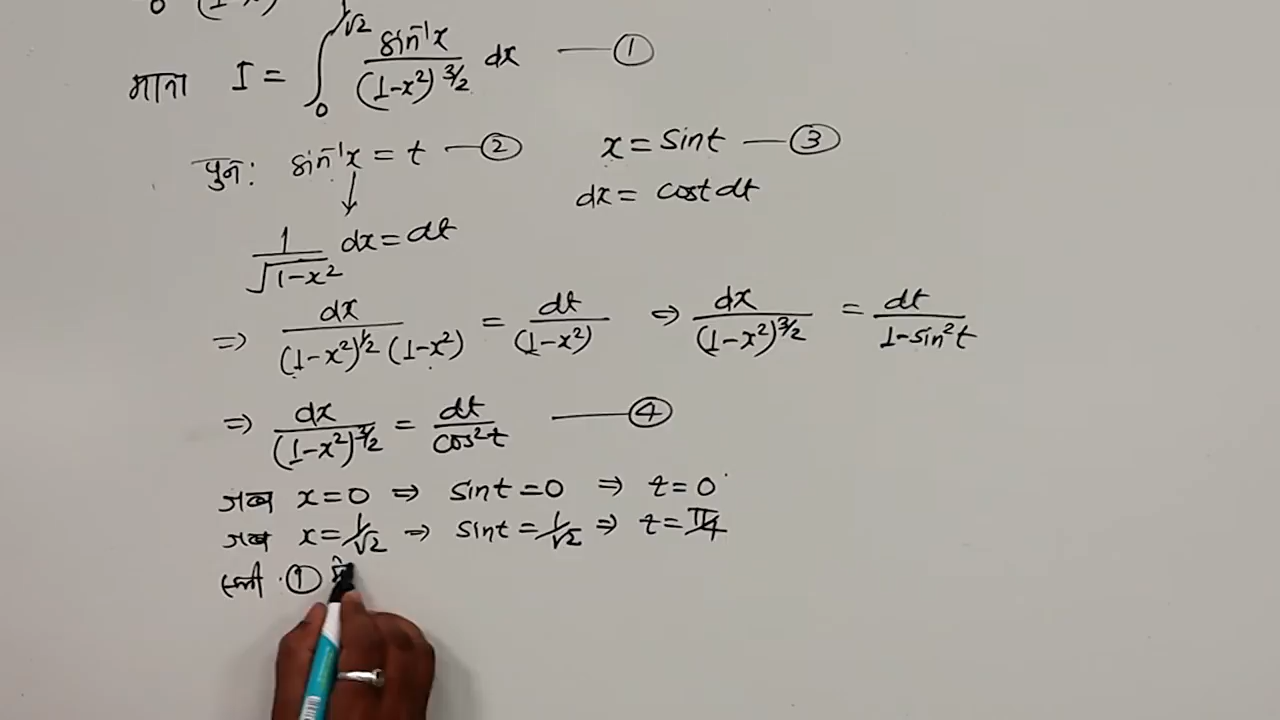 माना I = ∫₀^{1/√2} sin⁻¹x / (1-x²)^{3/2} dx —— ①
पुनः sin⁻¹x = t —— ② x = sint —— ③
dx = cost dt
1/√(1-x²) dx = dt
⇒ dx / (1-x²)^{1/2} (1-x²) = dt / (1-x²) ⇒ dx / (1-x²)^{3/2} = dt / 1-sin²t
⇒ dx / (1-x²)^{3/2} = dt / cos²t —— ④
जब x = 0 ⇒ sint = 0 ⇒ t = 0
जब x = 1/√2 ⇒ sint = 1/√2 ⇒ t = π/4
①